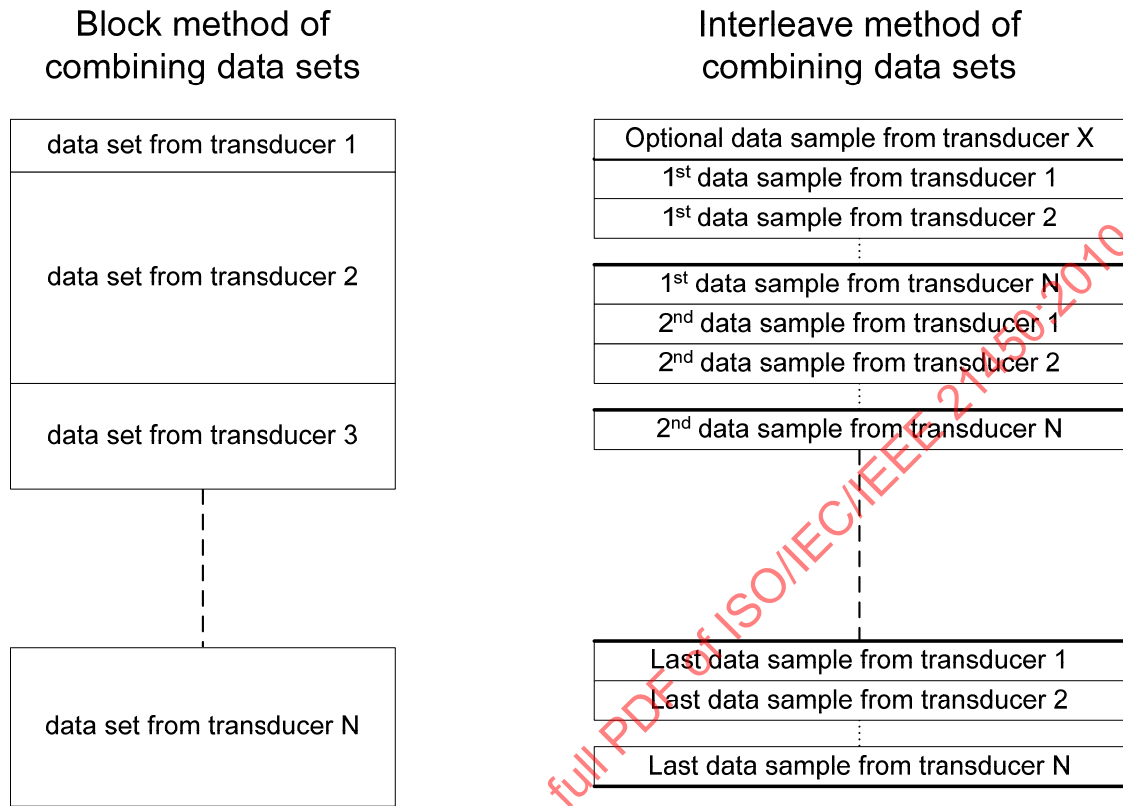 Block method of
combining data sets
data set from transducer 1
data set from transducer 2
data set from transducer 3
data set from transducer N
Interleave method of
combining data sets
Optional data sample from transducer X
1st data sample from transducer 1
1st data sample from transducer 2
1st data sample from transducer N
2nd data sample from transducer 1
2nd data sample from transducer 2
2nd data sample from transducer N
Last data sample from transducer 1
Last data sample from transducer 2
Last data sample from transducer N
full PDF of ISO/IEC/IEEE 21450:2010